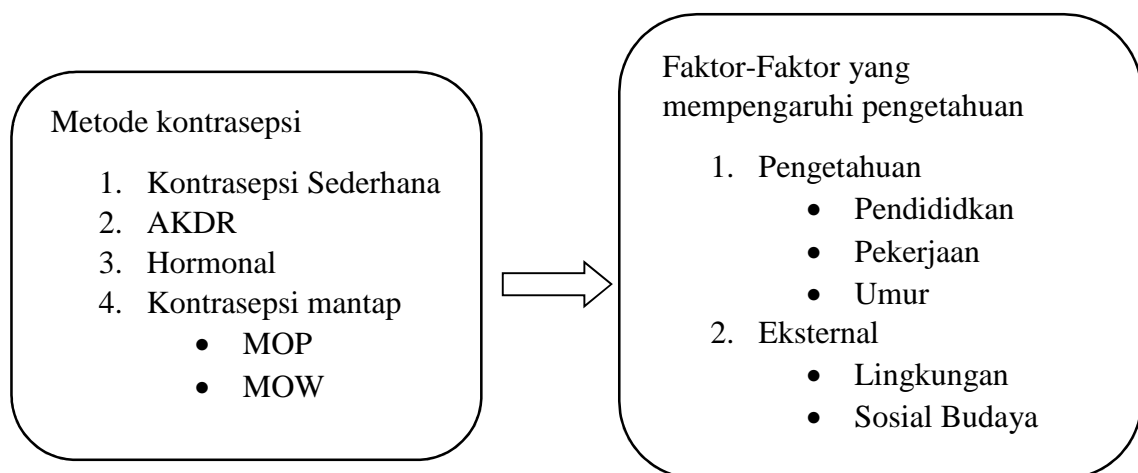 Metode kontrasepsi
1. Kontrasepsi Sederhana
2. AKDR
3. Hormonal
4. Kontrasepsi mantap
• MOP
• MOW
Faktor-Faktor yang
mempengaruhi pengetahuan
1. Pengetahuan
• Pendididkan
• Pekerjaan
• Umur
2. Eksternal
• Lingkungan
• Sosial Budaya